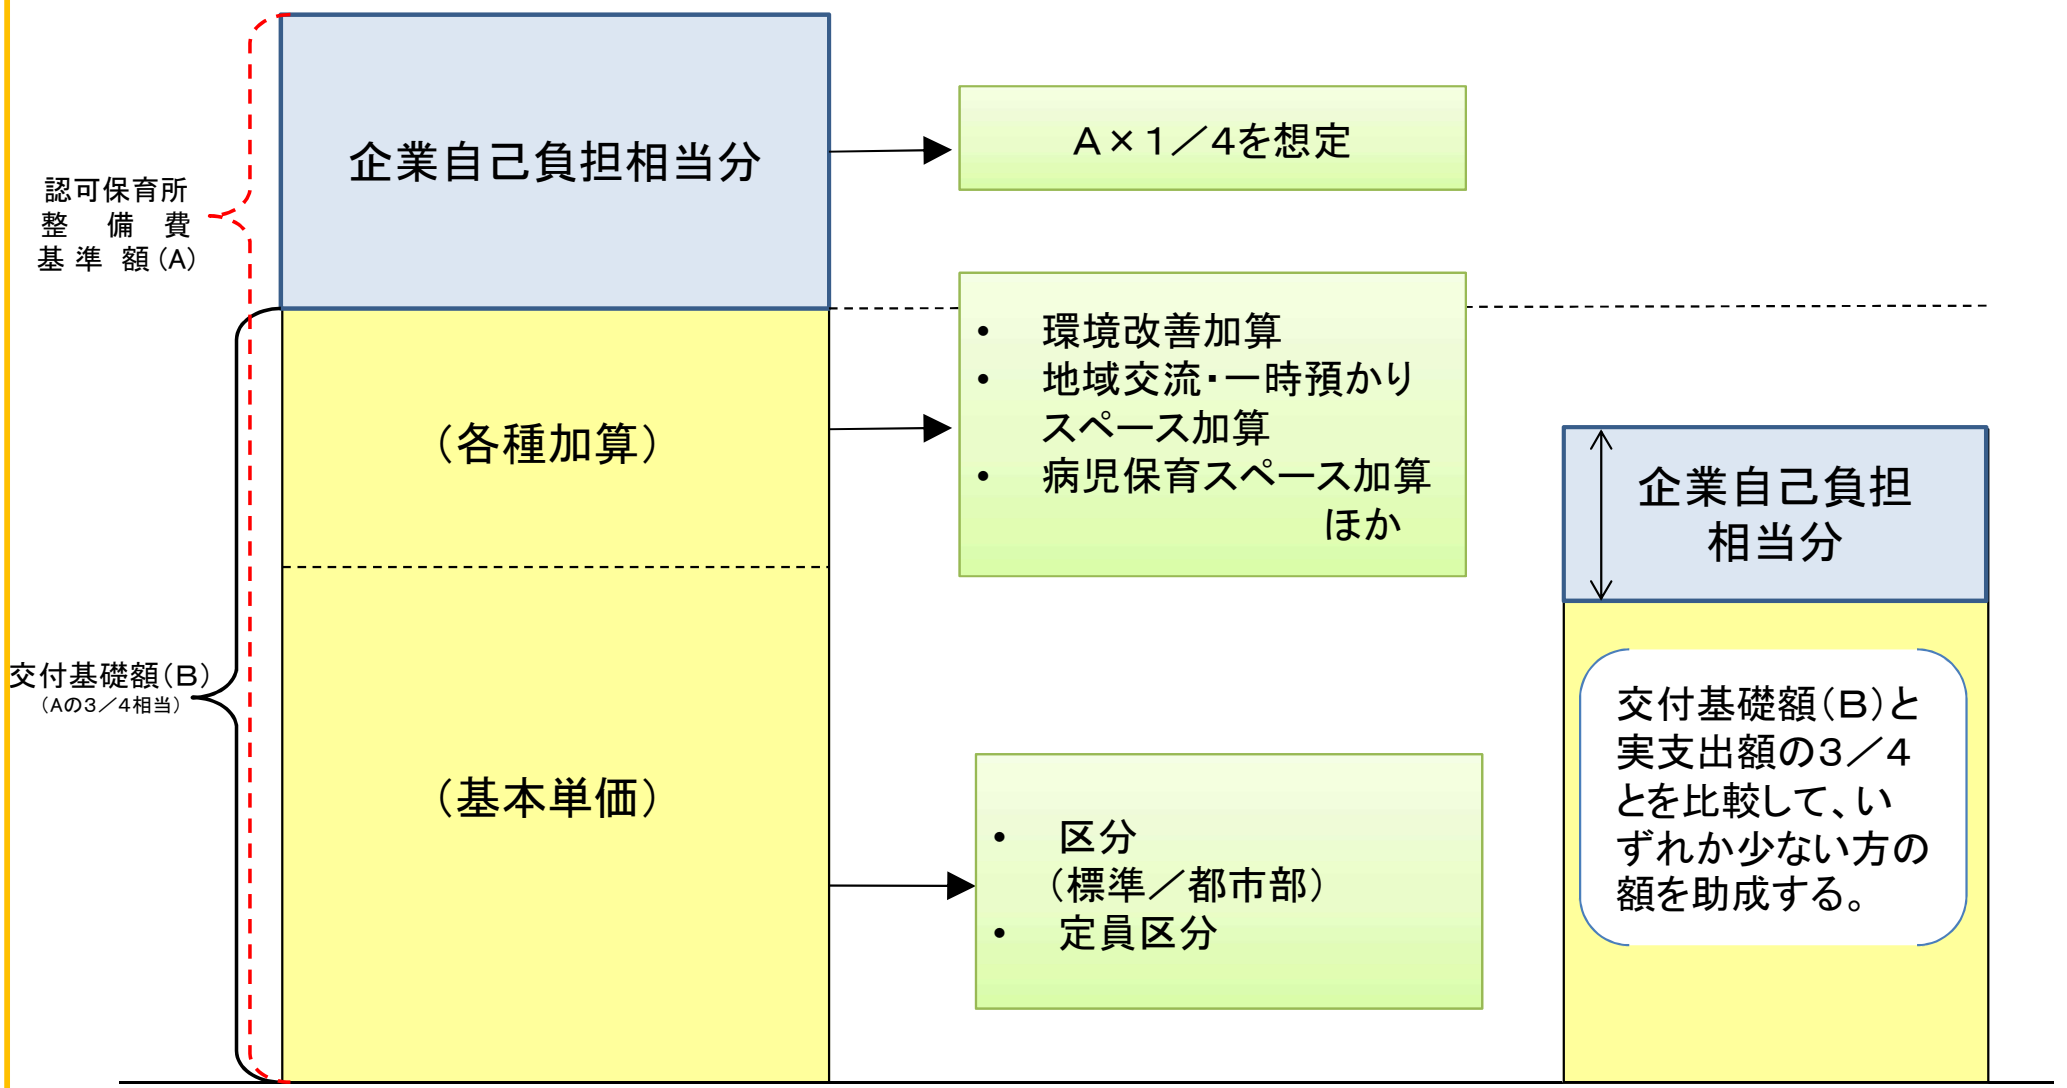 認可保育所
整備費
基準額(A)
企業自己負担相当分
A×1／4を想定
(各種加算)
• 環境改善加算
• 地域交流・一時預かり
スペース加算
• 病児保育スペース加算
ほか
交付基礎額(B)
(Aの3／4相当)
(基本単価)
• 区分
(標準／都市部)
• 定員区分
企業自己負担
相当分
交付基礎額(B)と
実支出額の3／4
とを比較して、い
ずれか少ない方の
額を助成する。